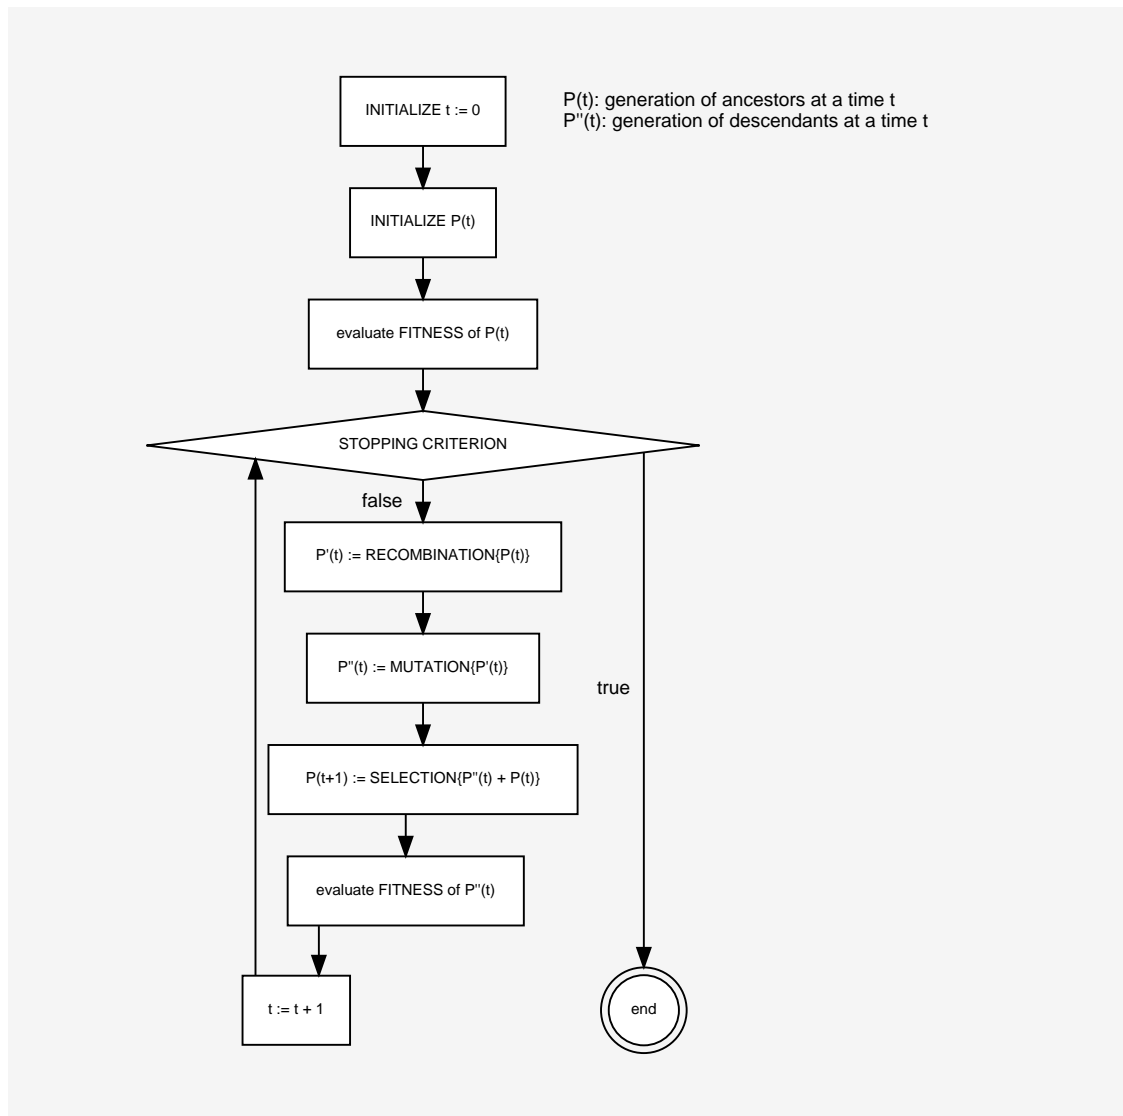 INITIALIZE t := 0
P(t): generation of ancestors at a time t
P"(t): generation of descendants at a time t
INITIALIZE P(t)
evaluate FITNESS of P(t)
STOPPING CRITERION
false
P'(t) := RECOMBINATION{P(t)}
P"(t) := MUTATION{P'(t)}
true
P(t+1) := SELECTION{P"(t) + P(t)}
evaluate FITNESS of P"(t)
t := t + 1
end